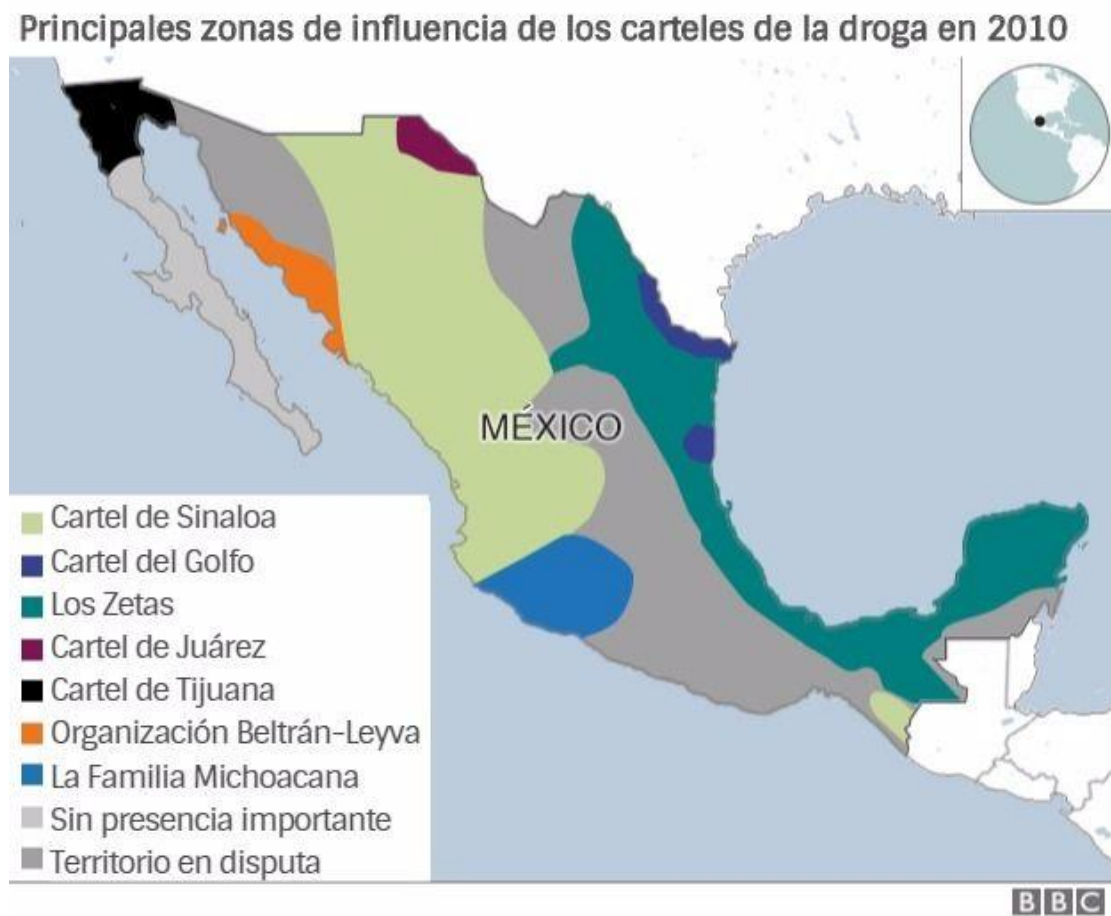 Principales zonas de influencia de los carteles de la droga en 2010
MÉXICO
Cartel de Sinaloa
Cartel del Golfo
Los Zetas
Cartel de Juárez
Cartel de Tijuana
Organización Beltrán-Leyva
La Familia Michoacana
Sin presencia importante
Territorio en disputa
BBC